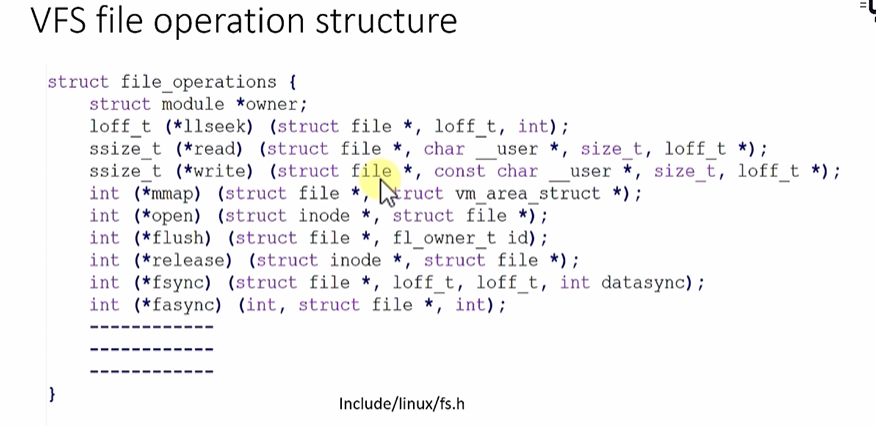 VFS file operation structure
struct file_operations {
struct module *owner;
loff_t (*llseek) (struct file *, loff_t, int);
ssize_t (*read) (struct file *, char __user *, size_t, loff_t *);
ssize_t (*write) (struct file *, const char __user *, size_t, loff_t *);
int (*mmap) (struct file *, struct vm_area_struct *);
int (*open) (struct inode *, struct file *);
int (*flush) (struct file *, fl_owner_t id);
int (*release) (struct inode *, struct file *);
int (*fsync) (struct file *, loff_t, loff_t, int datasync);
int (*fasync) (int, struct file *, int);
------------
------------
------------
}
Include/linux/fs.h